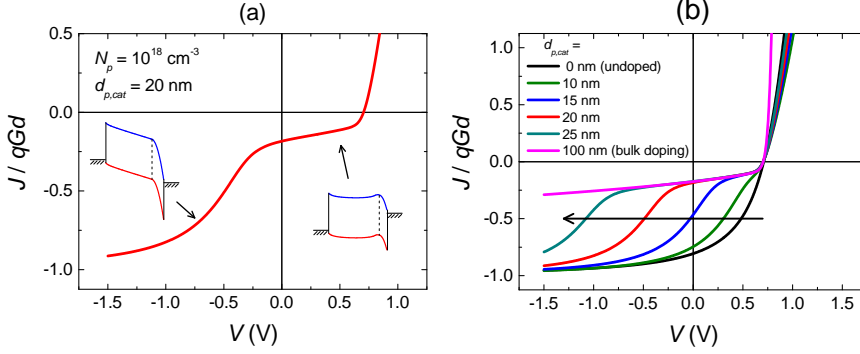 (a)
N_p = 10^18 cm^-3
d_p,cat = 20 nm
J / qGd
0.5
0.0
-0.5
-1.0
-1.5 -1.0 -0.5 0.0 0.5 1.0
V (V)
(b)
d_p,cat =
0 nm (undoped)
10 nm
15 nm
20 nm
25 nm
100 nm (bulk doping)
J / qGd
1.0
0.5
0.0
-0.5
-1.0
-1.5 -1.0 -0.5 0.0 0.5 1.0 1.5
V (V)